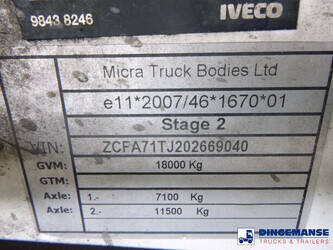 IVECO
9843 8246
Micra Truck Bodies Ltd
e11*2007/46*1670*01
Stage 2
VIN: ZCFA71TJ202669040
GVM: 18000 Kg
GTM:
Axle: 1.- 7100 Kg
Axle: 2.- 11500 Kg
DINGEMANSE
TRUCKS & TRAILERS